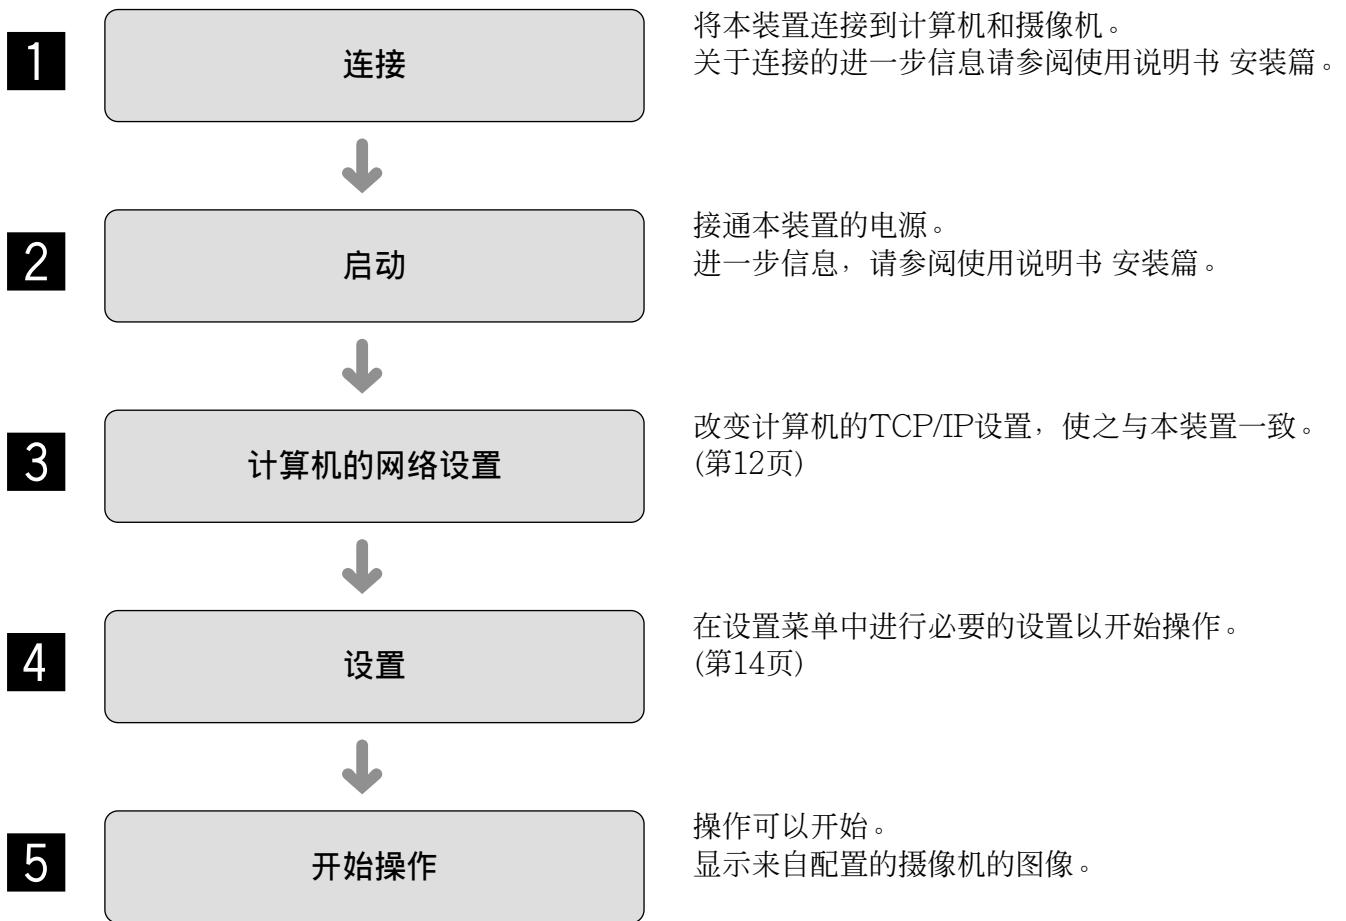 1
连接
将本装置连接到计算机和摄像机。
关于连接的进一步信息请参阅使用说明书 安装篇。
2
启动
接通本装置的电源。
进一步信息，请参阅使用说明书 安装篇。
3
计算机的网络设置
改变计算机的TCP/IP设置，使之与本装置一致。
(第12页)
4
设置
在设置菜单中进行必要的设置以开始操作。
(第14页)
5
开始操作
操作可以开始。
显示来自配置的摄像机的图像。